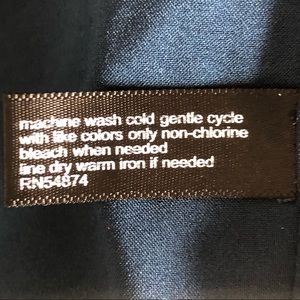 machine wash cold gentle cycle
with like colors only non-chlorine
bleach when needed
line dry warm iron if needed
RN54874